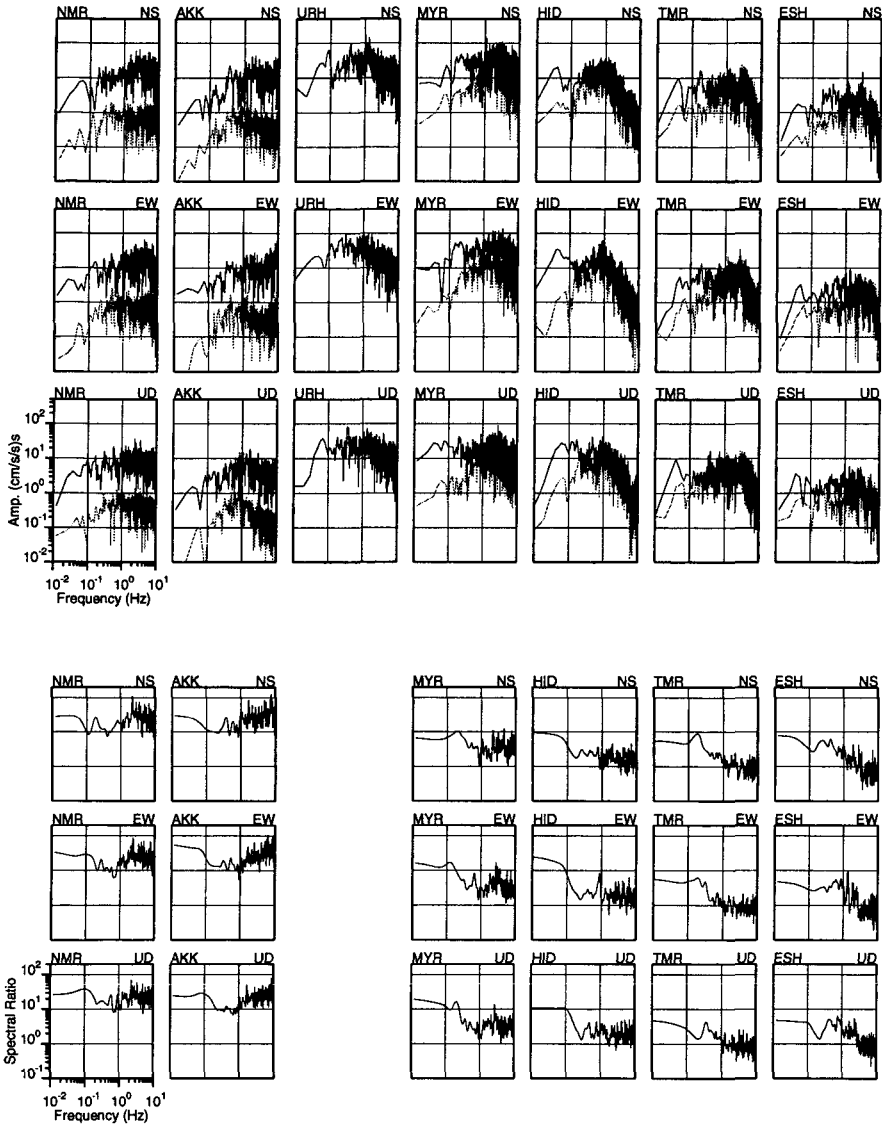 NMR NS AKK NS URH NS MYR NS HID NS TMR NS ESH NS
NMR EW AKK EW URH EW MYR EW HID EW TMR EW ESH EW
NMR UD AKK UD URH UD MYR UD HID UD TMR UD ESH UD
Amp. (cm/s/s)s
10²
10¹
10⁰
10⁻¹
10⁻²
10⁻² 10⁻¹ 10⁰ 10¹
Frequency (Hz)
NMR NS AKK NS MYR NS HID NS TMR NS ESH NS
NMR EW AKK EW MYR EW HID EW TMR EW ESH EW
NMR UD AKK UD MYR UD HID UD TMR UD ESH UD
Spectral Ratio
10²
10¹
10⁰
10⁻¹
10⁻² 10⁻¹ 10⁰ 10¹
Frequency (Hz)